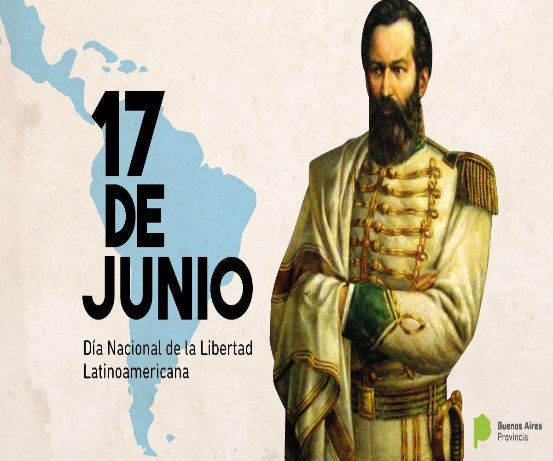 17
DE
JUNIO
Día Nacional de la Libertad
Latinoamericana
Buenos Aires
Provincia